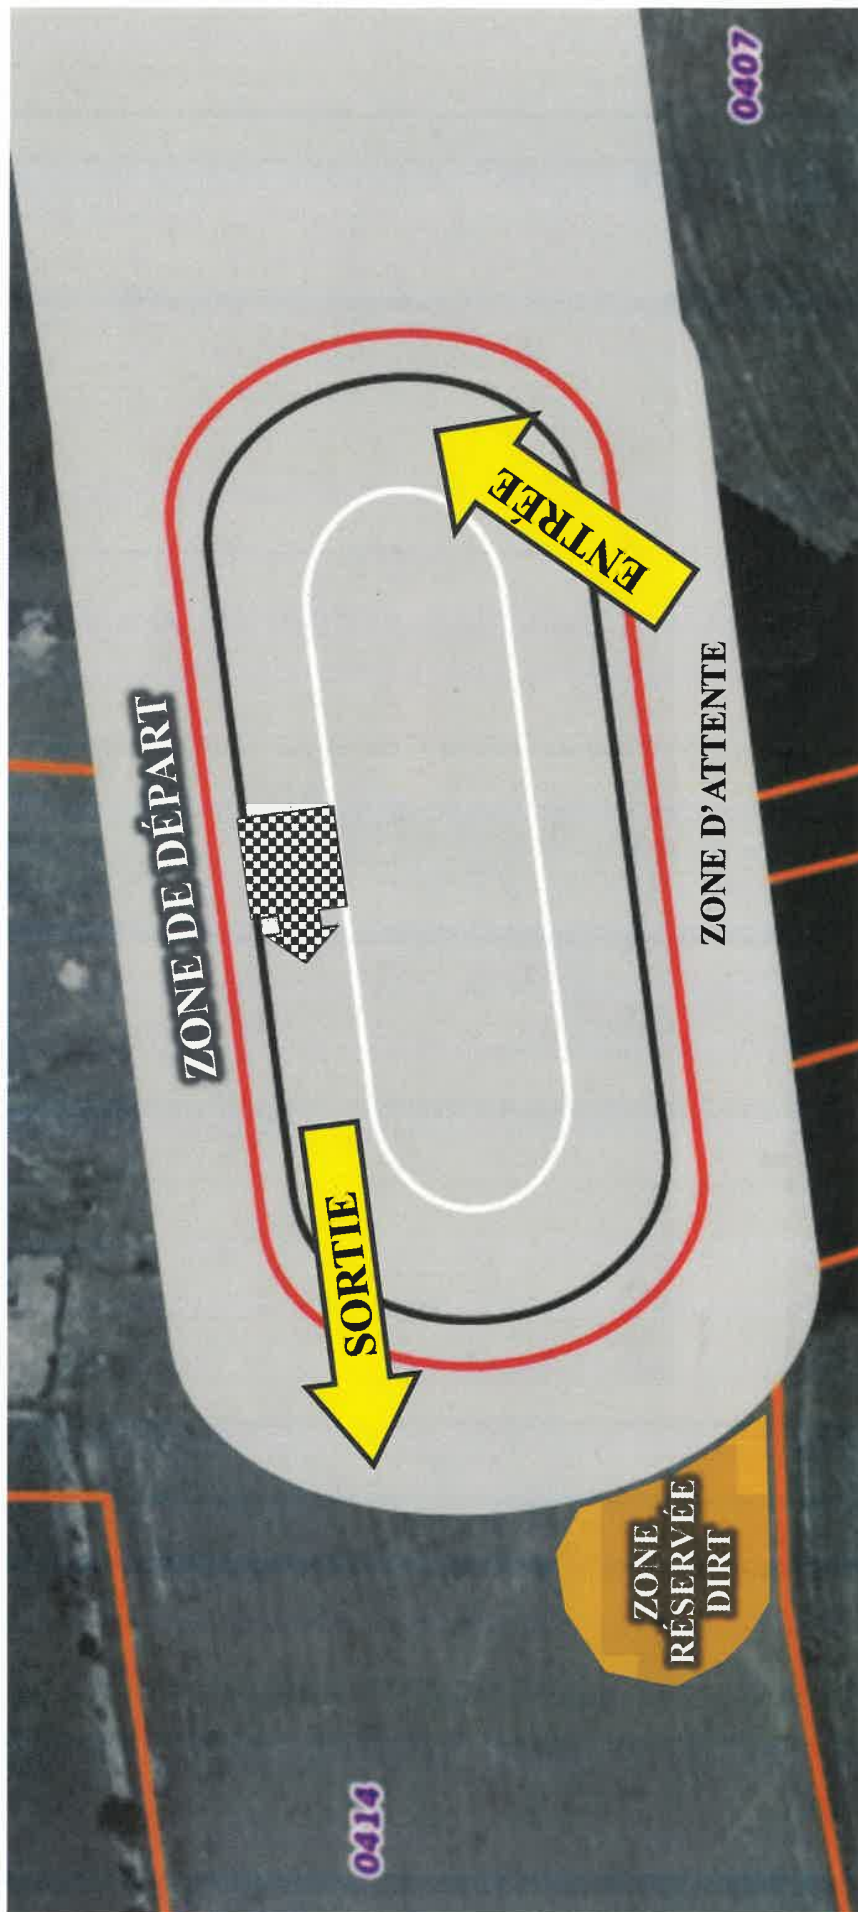 0407
ENTRÉE
ZONE DE DÉPART
ZONE D'ATTENTE
SORTIE
ZONE
RÉSERVÉE
DIRT
0414